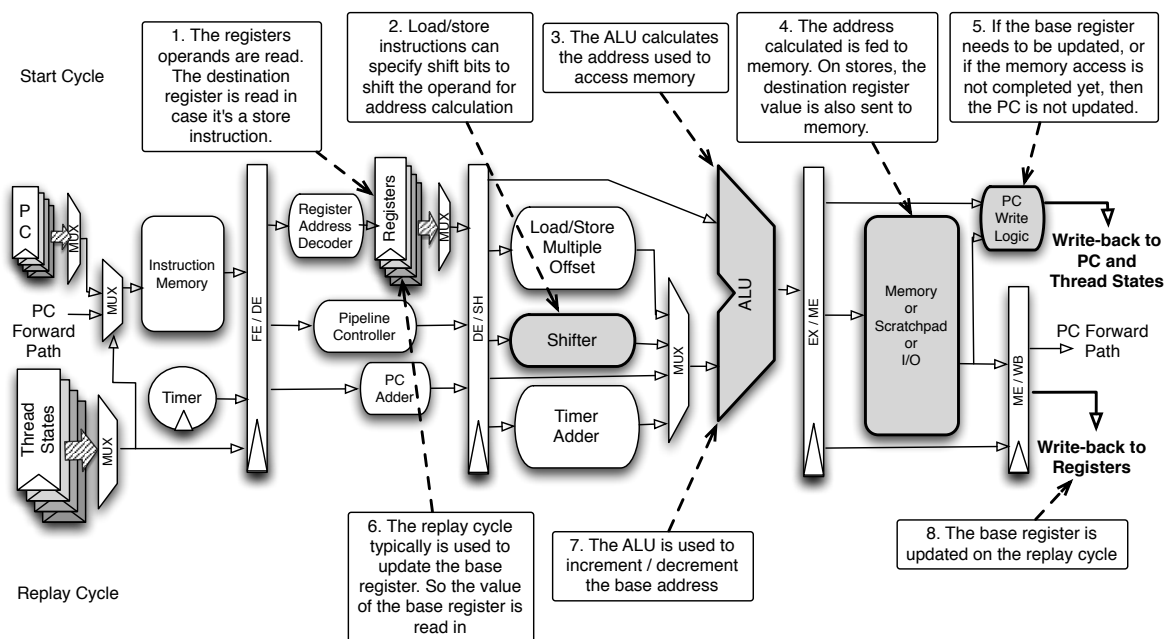 1. The registers
operands are read.
The destination
register is read in
case it's a store
instruction.
2. Load/store
instructions can
specify shift bits to
shift the operand for
address calculation
3. The ALU calculates
the address used to
access memory
4. The address
calculated is fed to
memory. On stores, the
destination register
value is also sent to
memory.
5. If the base register
needs to be updated, or
if the memory access is
not completed yet, then
the PC is not updated.
Start Cycle
P
C
MUX
MUX
PC
Forward
Path
Instruction
Memory
Timer
Thread
States
MUX
FE / DE
Register
Address
Decoder
Registers
MUX
Pipeline
Controller
PC
Adder
DE / SH
Load/Store
Multiple
Offset
Shifter
Timer
Adder
MUX
ALU
EX / ME
Memory
or
Scratchpad
or
I/O
PC
Write
Logic
Write-back to
PC and
Thread States
ME / WB
PC Forward
Path
Write-back to
Registers
6. The replay cycle
typically is used to
update the base
register. So the value
of the base register is
read in
7. The ALU is used to
increment / decrement
the base address
8. The base register is
updated on the replay cycle
Replay Cycle